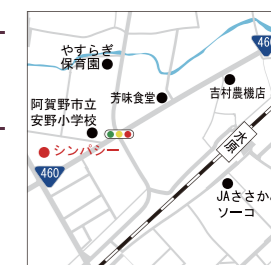 やすらぎ
保育園
460
芳味食堂
吉村農機店
阿賀野市立
安野小学校
水原
シンパシー
460
JAささか
ソーコ